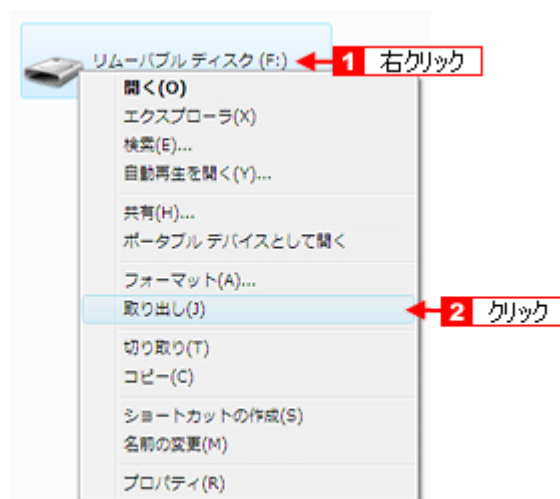 リムーバブル ディスク (F:)
1 右クリック
開く(O)
エクスプローラ(X)
検索(E)...
自動再生を開く(Y)...
共有(H)...
ポータブル デバイスとして開く
フォーマット(A)...
取り出し(J)
2 クリック
切り取り(T)
コピー(C)
ショートカットの作成(S)
名前の変更(M)
プロパティ(R)